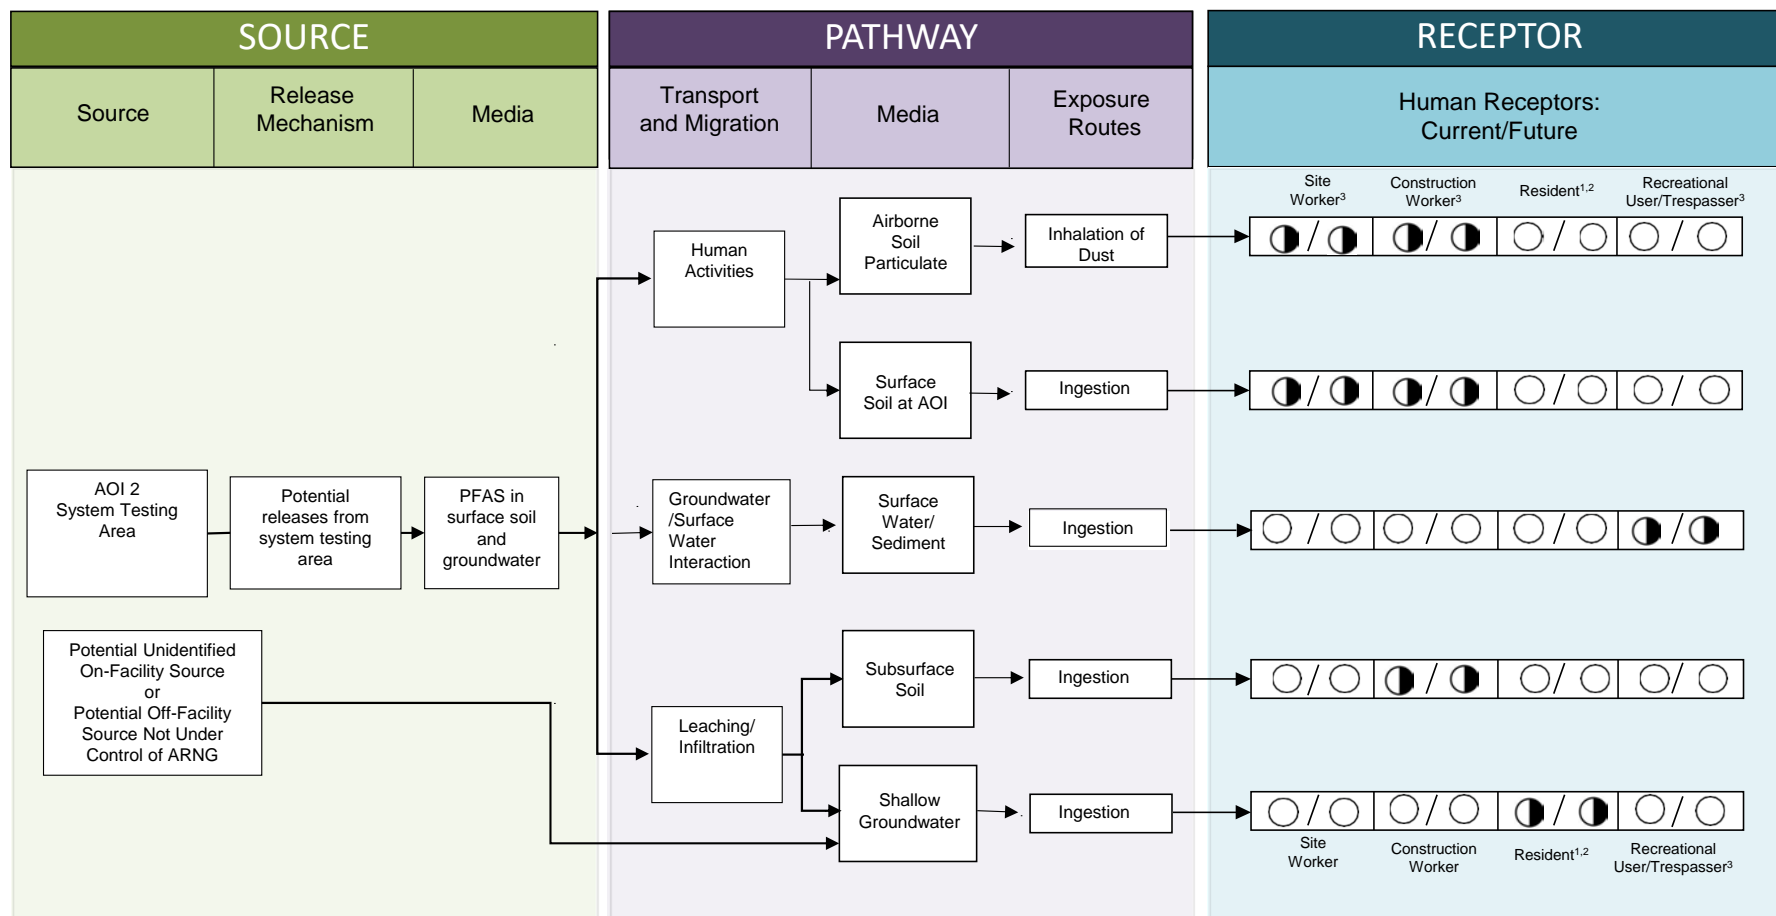 SOURCE
PATHWAY
RECEPTOR
Source
Release
Mechanism
Media
Transport
and Migration
Media
Exposure
Routes
Human Receptors:
Current/Future
Site
Worker³
Construction
Worker³
Resident¹,²
Recreational
User/Trespasser³
Human
Activities
Airborne
Soil
Particulate
Inhalation of
Dust
/ / / /
/ / / /
Surface
Soil at AOI
Ingestion
/ / / /
AOI 2
System Testing
Area
Potential
releases from
system testing
area
PFAS in
surface soil
and
groundwater
Groundwater
/Surface
Water
Interaction
Surface
Water/
Sediment
Ingestion
/ / / /
Potential Unidentified
On-Facility Source
or
Potential Off-Facility
Source Not Under
Control of ARNG
Leaching/
Infiltration
Subsurface
Soil
Ingestion
/ / / /
Shallow
Groundwater
Ingestion
Site
Worker
Construction
Worker
Resident¹,²
Recreational
User/Trespasser³